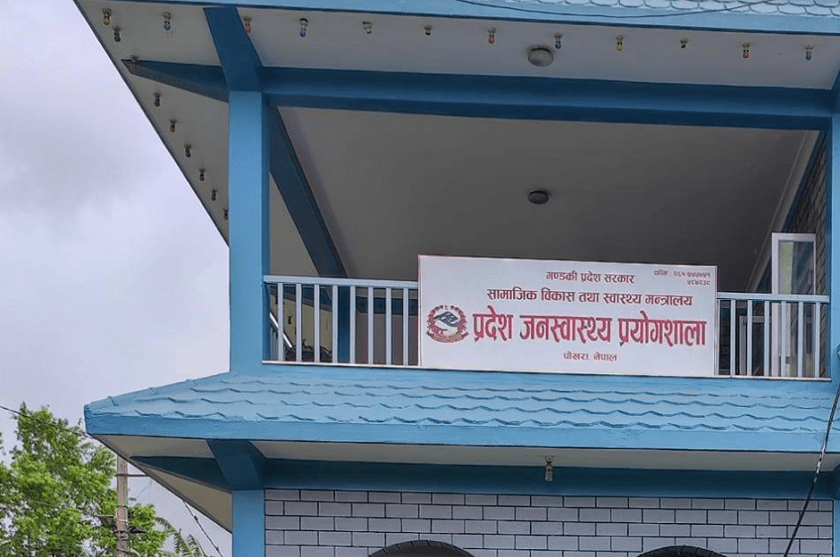 गण्डकी प्रदेश सरकार
सामाजिक विकास तथा स्वास्थ्य मन्त्रालय
प्रदेश जनस्वास्थ्य प्रयोगशाला
पोखरा, नेपाल